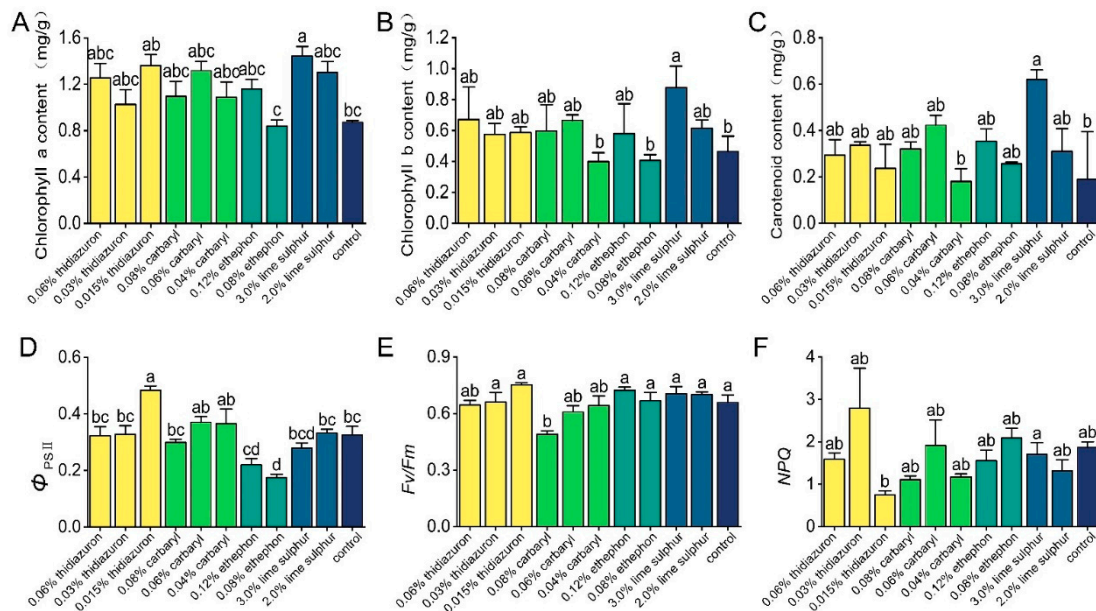 A
Chlorophyll a content (mg/g)
1.6
1.2
0.8
0.4
0.0
abc
abc
ab
abc
abc
abc
abc
c
a
abc
bc
0.06% thidiazuron
0.03% thidiazuron
0.015% thidiazuron
0.08% carbaryl
0.06% carbaryl
0.04% carbaryl
0.12% ethephon
0.08% ethephon
3.0% lime sulphur
2.0% lime sulphur
control
B
Chlorophyll b content (mg/g)
1.2
1.0
0.8
0.6
0.4
0.2
0.0
ab
ab
ab
ab
ab
b
ab
b
a
ab
b
0.06% thidiazuron
0.03% thidiazuron
0.015% thidiazuron
0.08% carbaryl
0.06% carbaryl
0.04% carbaryl
0.12% ethephon
0.08% ethephon
3.0% lime sulphur
2.0% lime sulphur
control
C
Carotenoid content (mg/g)
0.8
0.6
0.4
0.2
0.0
ab
ab
ab
ab
ab
b
ab
ab
a
ab
b
0.06% thidiazuron
0.03% thidiazuron
0.015% thidiazuron
0.08% carbaryl
0.06% carbaryl
0.04% carbaryl
0.12% ethephon
0.08% ethephon
3.0% lime sulphur
2.0% lime sulphur
control
D
Φ PSⅡ
0.6
0.4
0.2
0.0
bc
bc
a
bc
ab
ab
cd
d
bcd
bc
bc
0.06% thidiazuron
0.03% thidiazuron
0.015% thidiazuron
0.08% carbaryl
0.06% carbaryl
0.04% carbaryl
0.12% ethephon
0.08% ethephon
3.0% lime sulphur
2.0% lime sulphur
control
E
Fv/Fm
0.9
0.6
0.3
0.0
ab
a
a
b
ab
ab
a
a
a
a
a
0.06% thidiazuron
0.03% thidiazuron
0.015% thidiazuron
0.08% carbaryl
0.06% carbaryl
0.04% carbaryl
0.12% ethephon
0.08% ethephon
3.0% lime sulphur
2.0% lime sulphur
control
F
NPQ
4
3
2
1
0
ab
ab
b
ab
ab
ab
ab
ab
a
ab
ab
0.06% thidiazuron
0.03% thidiazuron
0.015% thidiazuron
0.08% carbaryl
0.06% carbaryl
0.04% carbaryl
0.12% ethephon
0.08% ethephon
3.0% lime sulphur
2.0% lime sulphur
control